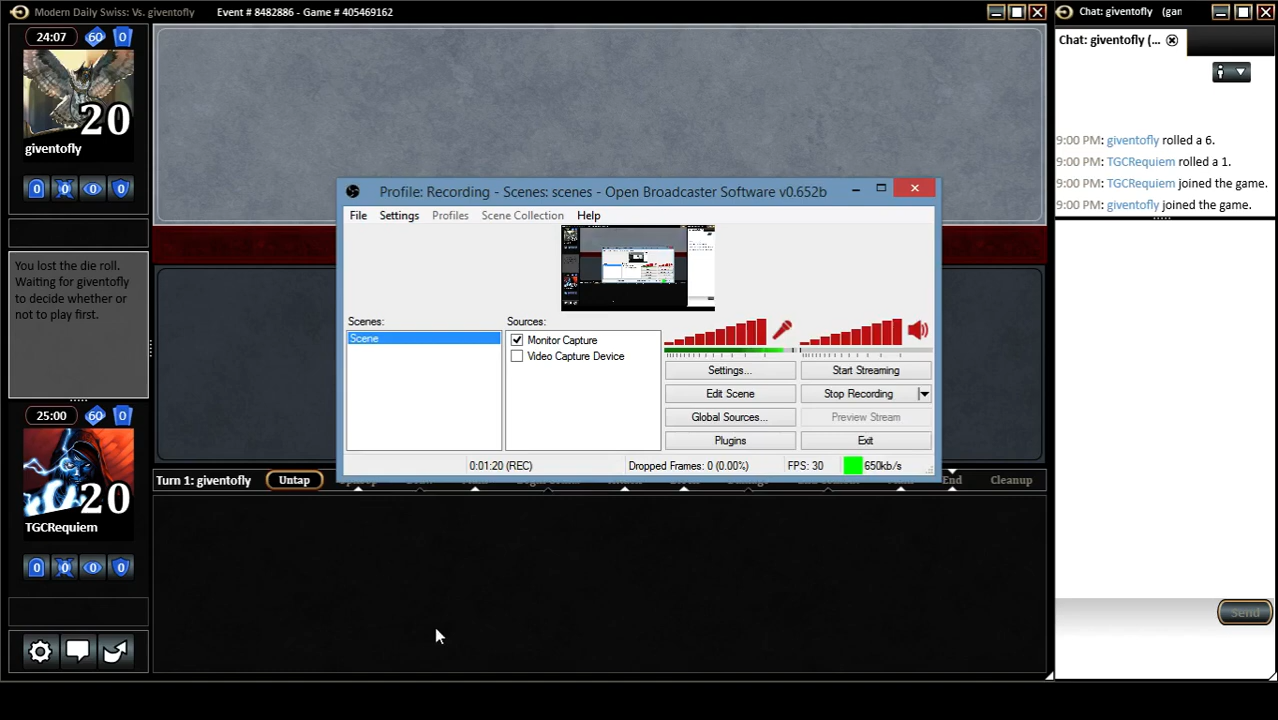 Modern Daily Swiss: Vs. giventofly Event # 8482886 - Game # 405469162
24:07 60 0
20
giventofly
0 0 0 0
You lost the die roll.
Waiting for giventofly
to decide whether or
not to play first.
25:00 60 0
20
TGCRequiem
0 0 0 0
Profile: Recording - Scenes: scenes - Open Broadcaster Software v0.652b
File Settings Profiles Scene Collection Help
Scenes:
Scene
Sources:
Monitor Capture
Video Capture Device
Settings... Start Streaming
Edit Scene Stop Recording
Global Sources... Preview Stream
Plugins Exit
0:01:20 (REC) Dropped Frames: 0 (0.00%) FPS: 30 650kb/s
Turn 1: giventofly Untap End Cleanup
Chat: giventofly (gan
Chat: giventofly (...
9:00 PM: giventofly rolled a 6.
9:00 PM: TGCRequiem rolled a 1.
9:00 PM: TGCRequiem joined the game.
9:00 PM: giventofly joined the game.
Send